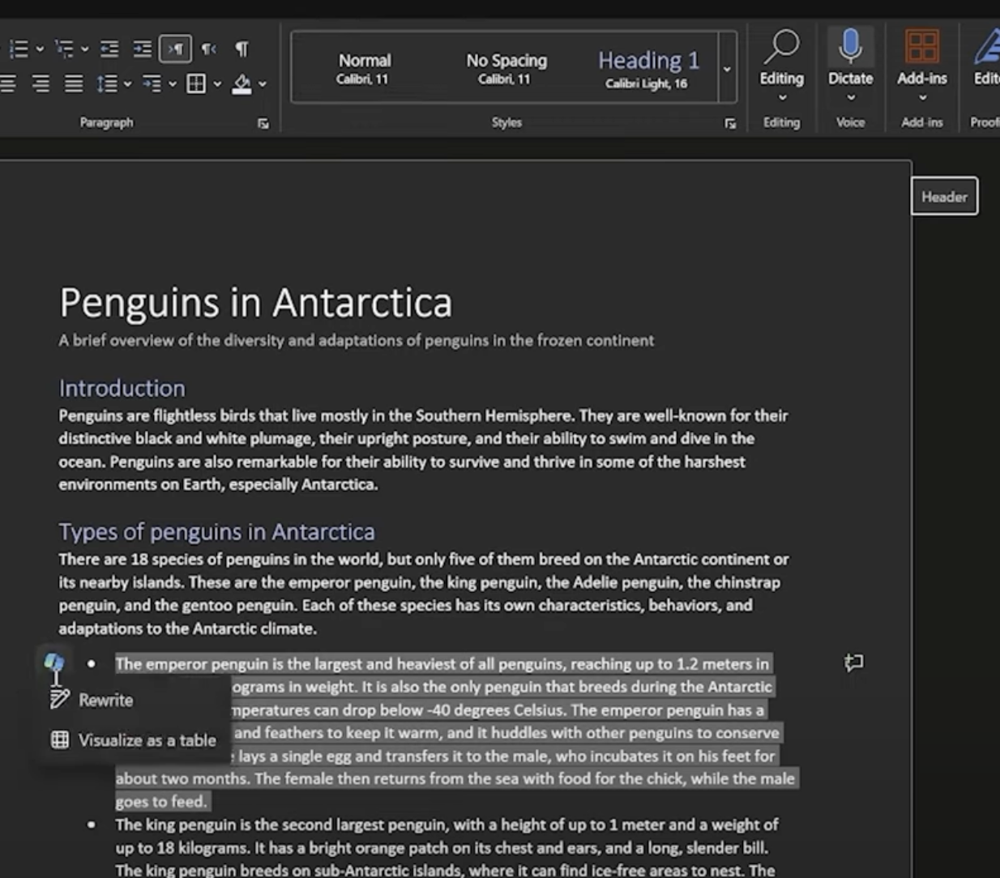 Normal
Calibri, 11
No Spacing
Calibri, 11
Heading 1
Calibri Light, 16
Editing
Dictate
Add-ins
Paragraph
Styles
Editing
Voice
Add-ins
Header
Penguins in Antarctica
A brief overview of the diversity and adaptations of penguins in the frozen continent
Introduction
Penguins are flightless birds that live mostly in the Southern Hemisphere. They are well-known for their
distinctive black and white plumage, their upright posture, and their ability to swim and dive in the
ocean. Penguins are also remarkable for their ability to survive and thrive in some of the harshest
environments on Earth, especially Antarctica.
Types of penguins in Antarctica
There are 18 species of penguins in the world, but only five of them breed on the Antarctic continent or
its nearby islands. These are the emperor penguin, the king penguin, the Adelie penguin, the chinstrap
penguin, and the gentoo penguin. Each of these species has its own characteristics, behaviors, and
adaptations to the Antarctic climate.
• The emperor penguin is the largest and heaviest of all penguins, reaching up to 1.2 meters in
ograms in weight. It is also the only penguin that breeds during the Antarctic
Rewrite
mperatures can drop below -40 degrees Celsius. The emperor penguin has a
and feathers to keep it warm, and it huddles with other penguins to conserve
Visualize as a table
lays a single egg and transfers it to the male, who incubates it on his feet for
about two months. The female then returns from the sea with food for the chick, while the male
goes to feed.
• The king penguin is the second largest penguin, with a height of up to 1 meter and a weight of
up to 18 kilograms. It has a bright orange patch on its chest and ears, and a long, slender bill.
The king penguin breeds on sub-Antarctic islands, where it can find ice-free areas to nest. The